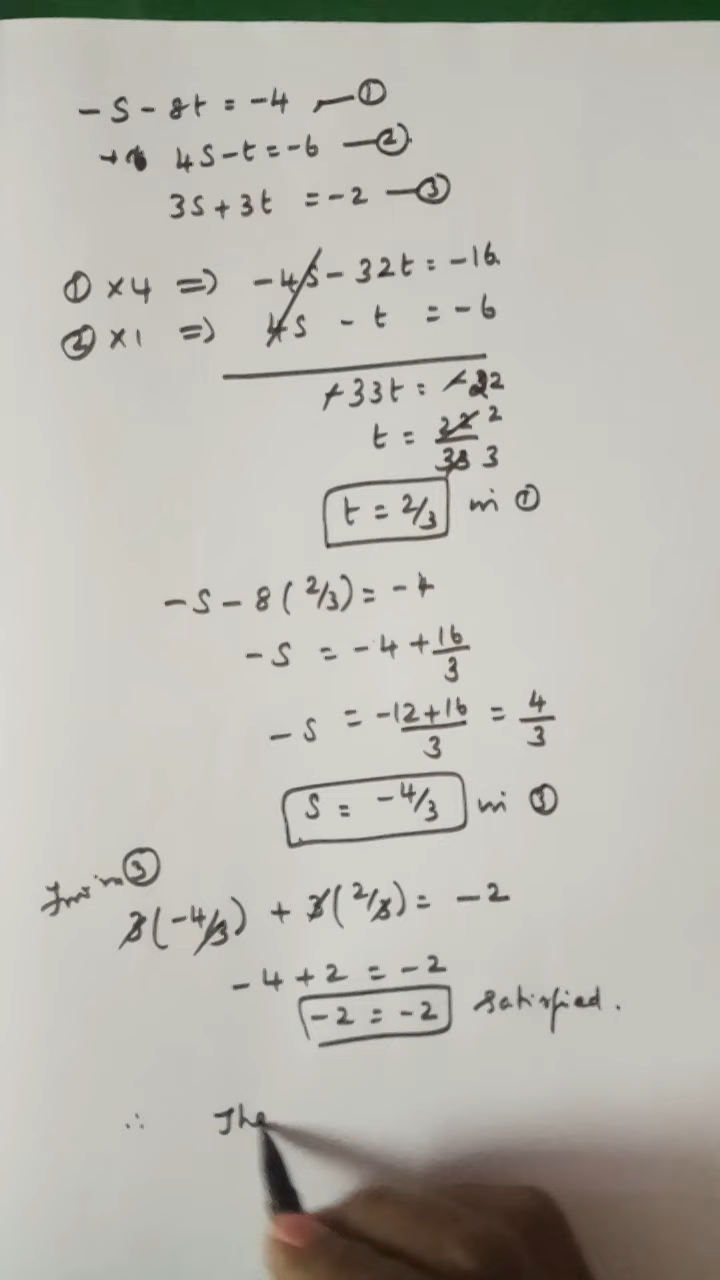 -s - 8t = -4 — ①
4s - t = -6 — ②
3s + 3t = -2 — ③
① × 4 => -4s - 32t = -16
② × 1 => 4s - t = -6
+33t = +22
t = 22/33 2/3
t = 2/3 in ①
-s - 8(2/3) = -4
-s = -4 + 16/3
-s = -12+16/3 = 4/3
s = -4/3 in ③
in ③
3(-4/3) + 3(2/3) = -2
-4 + 2 = -2
-2 = -2 satisfied.
∴ The